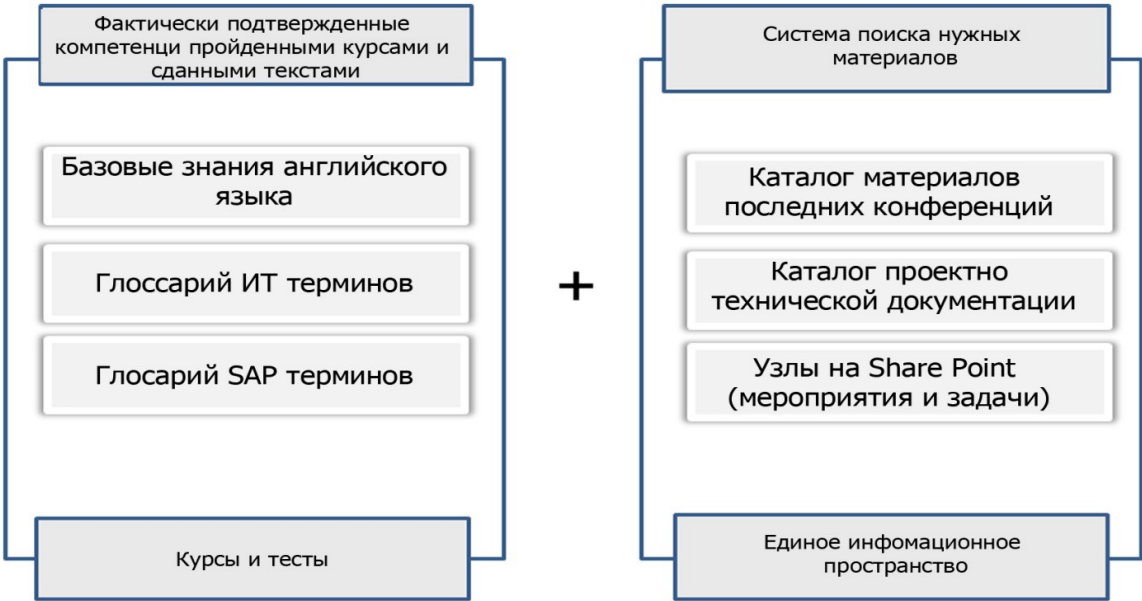 Фактически подтвержденные
компетенци пройденными курсами и
сданными текстами
Базовые знания английского
языка
Глоссарий ИТ терминов
Глосарий SAP терминов
Курсы и тесты
+
Система поиска нужных
материалов
Каталог материалов
последних конференций
Каталог проектно
технической документации
Узлы на Share Point
(мероприятия и задачи)
Единое инфомационное
пространство